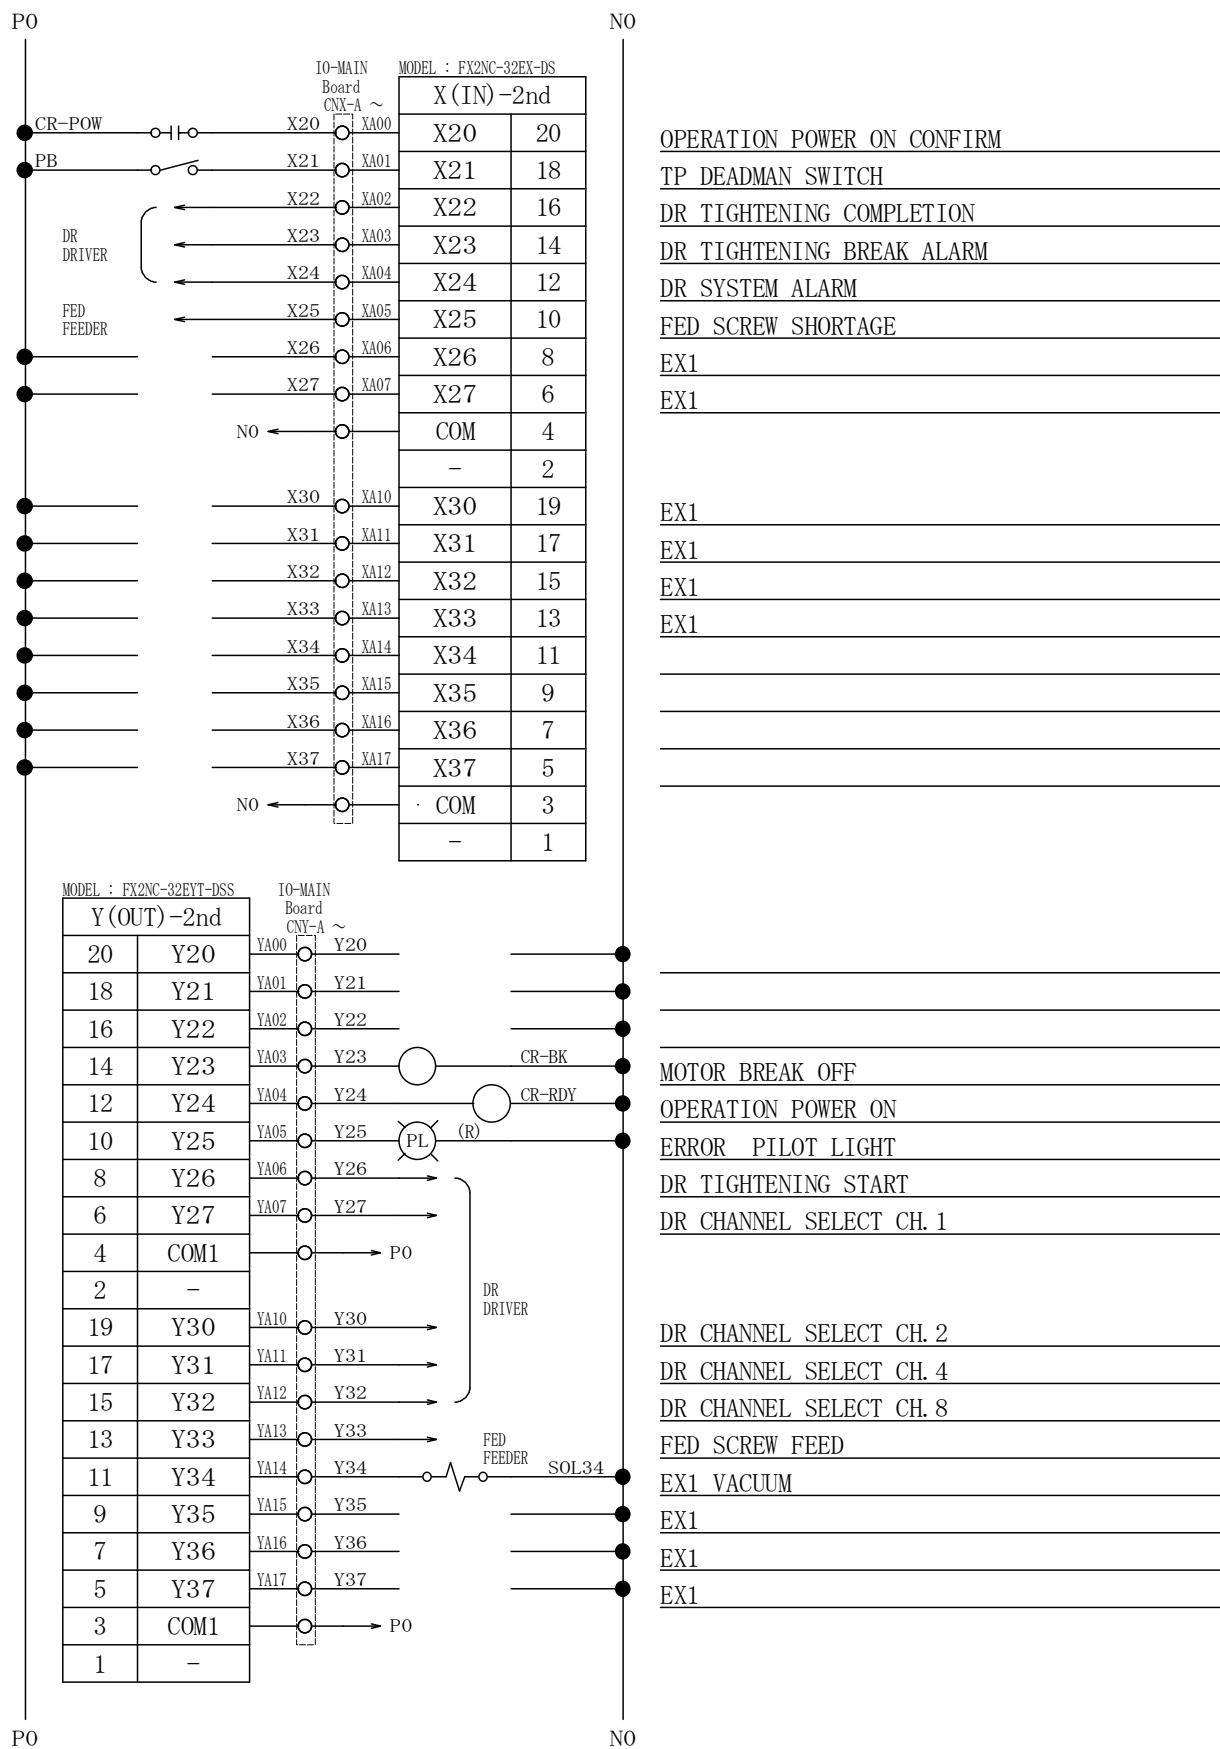 P0 N0
IO-MAIN MODEL : FX2NC-32EX-DS
Board X(IN)-2nd
CNX-A ～
CR-POW X20 XA00 X20 20 OPERATION POWER ON CONFIRM
PB X21 XA01 X21 18 TP DEADMAN SWITCH
X22 XA02 X22 16 DR TIGHTENING COMPLETION
DR
DRIVER
X23 XA03 X23 14 DR TIGHTENING BREAK ALARM
X24 XA04 X24 12 DR SYSTEM ALARM
FED
FEEDER
X25 XA05 X25 10 FED SCREW SHORTAGE
X26 XA06 X26 8 EX1
X27 XA07 X27 6 EX1
N0 COM 4
- 2
X30 XA10 X30 19 EX1
X31 XA11 X31 17 EX1
X32 XA12 X32 15 EX1
X33 XA13 X33 13 EX1
X34 XA14 X34 11
X35 XA15 X35 9
X36 XA16 X36 7
X37 XA17 X37 5
N0 COM 3
- 1
MODEL : FX2NC-32EYT-DSS IO-MAIN
Y(OUT)-2nd Board
CNY-A ～
20 Y20 YA00 Y20
18 Y21 YA01 Y21
16 Y22 YA02 Y22
14 Y23 YA03 Y23 CR-BK MOTOR BREAK OFF
12 Y24 YA04 Y24 CR-RDY OPERATION POWER ON
10 Y25 YA05 Y25 PL (R) ERROR PILOT LIGHT
8 Y26 YA06 Y26 DR TIGHTENING START
6 Y27 YA07 Y27 DR CHANNEL SELECT CH.1
4 COM1 P0
2 -
DR
DRIVER
19 Y30 YA10 Y30 DR CHANNEL SELECT CH.2
17 Y31 YA11 Y31 DR CHANNEL SELECT CH.4
15 Y32 YA12 Y32 DR CHANNEL SELECT CH.8
13 Y33 YA13 Y33 FED SCREW FEED
FED
FEEDER
11 Y34 YA14 Y34 SOL34 EX1 VACUUM
9 Y35 YA15 Y35 EX1
7 Y36 YA16 Y36 EX1
5 Y37 YA17 Y37 EX1
3 COM1 P0
1 -
P0 N0